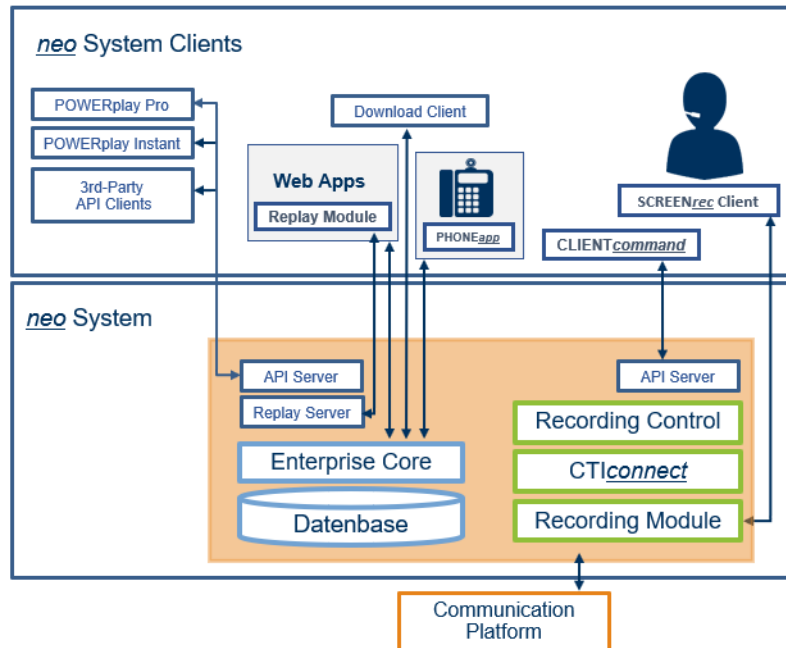 neo System Clients
POWERplay Pro
POWERplay Instant
3rd-Party
API Clients
Download Client
Web Apps
Replay Module
PHONEapp
SCREENrec Client
CLIENTcommand
neo System
API Server
Replay Server
Enterprise Core
Datenbase
API Server
Recording Control
CTIconnect
Recording Module
Communication
Platform